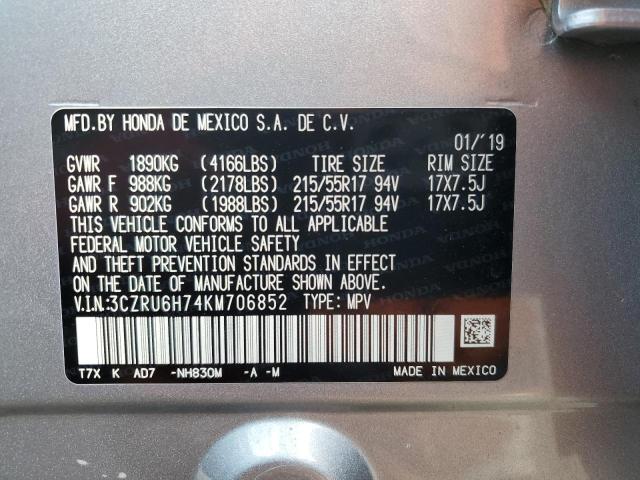 MFD.BY HONDA DE MEXICO S.A. DE C.V.
01/'19
GVWR 1890KG (4166LBS) TIRE SIZE RIM SIZE
GAWR F 988KG (2178LBS) 215/55R17 94V 17X7.5J
GAWR R 902KG (1988LBS) 215/55R17 94V 17X7.5J
THIS VEHICLE CONFORMS TO ALL APPLICABLE
FEDERAL MOTOR VEHICLE SAFETY
AND THEFT PREVENTION STANDARDS IN EFFECT
ON THE DATE OF MANUFACTURE SHOWN ABOVE.
V.I.N.:3CZRU6H74KM706852 TYPE: MPV
T7X K AD7 -NH830M -A -M MADE IN MEXICO